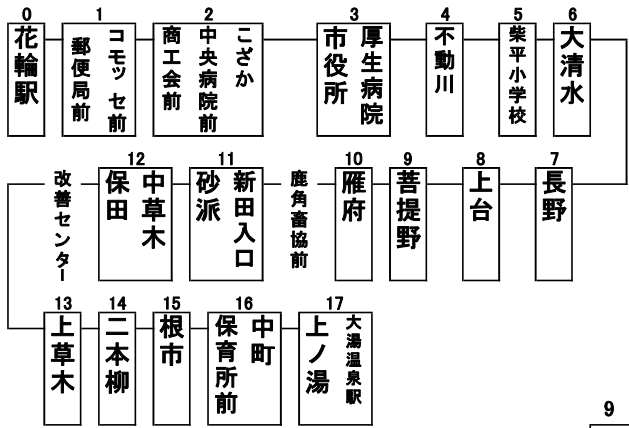 0
花輪駅
1
コモッセ前
郵便局前
2
こざか
中央病院前
商工会前
3
厚生病院
市役所
4
不動川
5
柴平小学校
6
大清水
7
長野
8
上台
9
菩提野
10
雁府
鹿角畜協前
11
新田入口
砂派
12
中草木
保田
改善センター
13
上草木
14
二本柳
15
根市
16
中町
保育所前
17
大湯温泉駅
上ノ湯
9